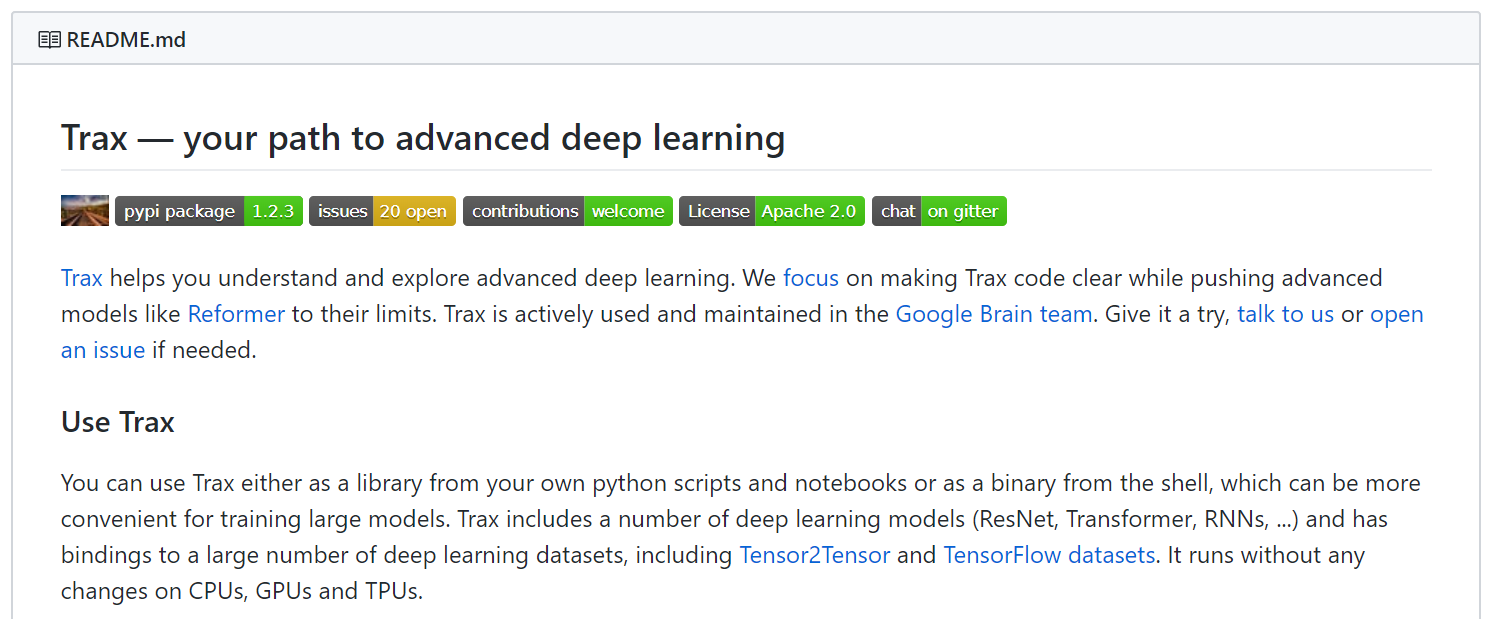 README.md
Trax — your path to advanced deep learning
pypi package 1.2.3 issues 20 open contributions welcome License Apache 2.0 chat on gitter
Trax helps you understand and explore advanced deep learning. We focus on making Trax code clear while pushing advanced
models like Reformer to their limits. Trax is actively used and maintained in the Google Brain team. Give it a try, talk to us or open
an issue if needed.
Use Trax
You can use Trax either as a library from your own python scripts and notebooks or as a binary from the shell, which can be more
convenient for training large models. Trax includes a number of deep learning models (ResNet, Transformer, RNNs, ...) and has
bindings to a large number of deep learning datasets, including Tensor2Tensor and TensorFlow datasets. It runs without any
changes on CPUs, GPUs and TPUs.